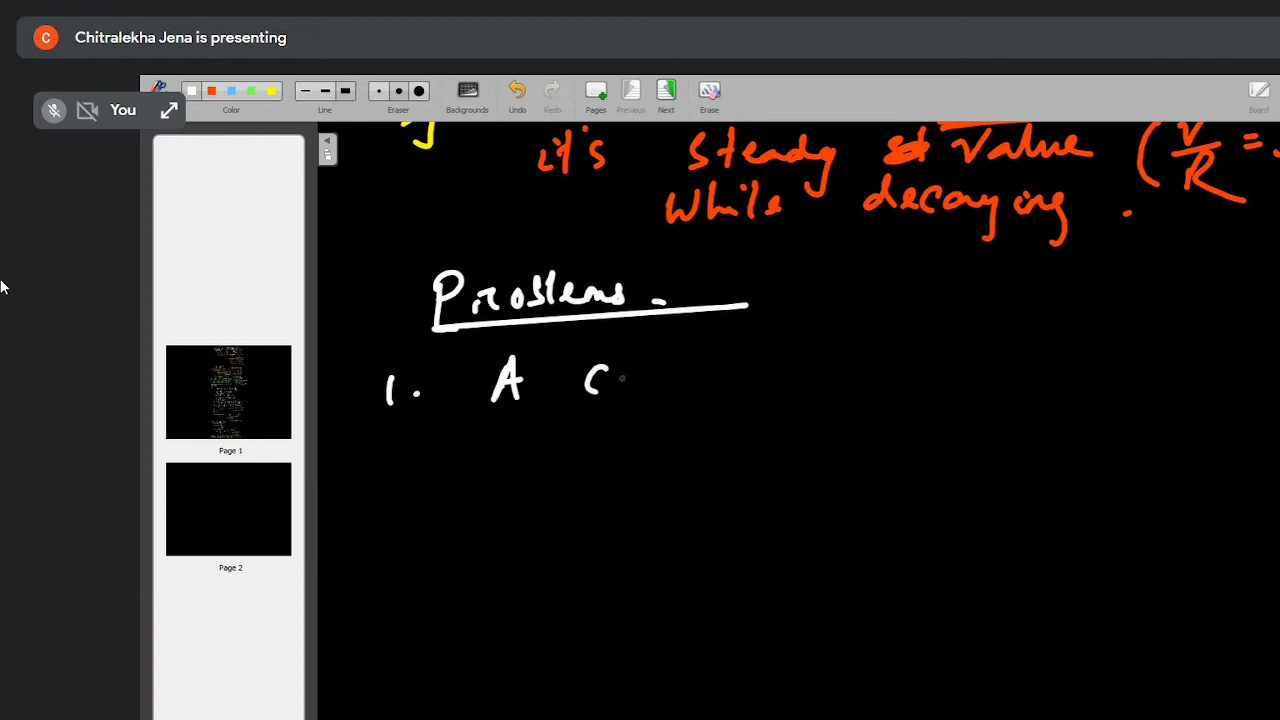 Chitralekha Jena is presenting
You
Color
Line
Eraser
Backgrounds
Undo
Redo
Pages
Previous
Next
Erase
Board
it's steady value (V/R =
while decaying.
Problems -
1. A C
Page 1
Page 2